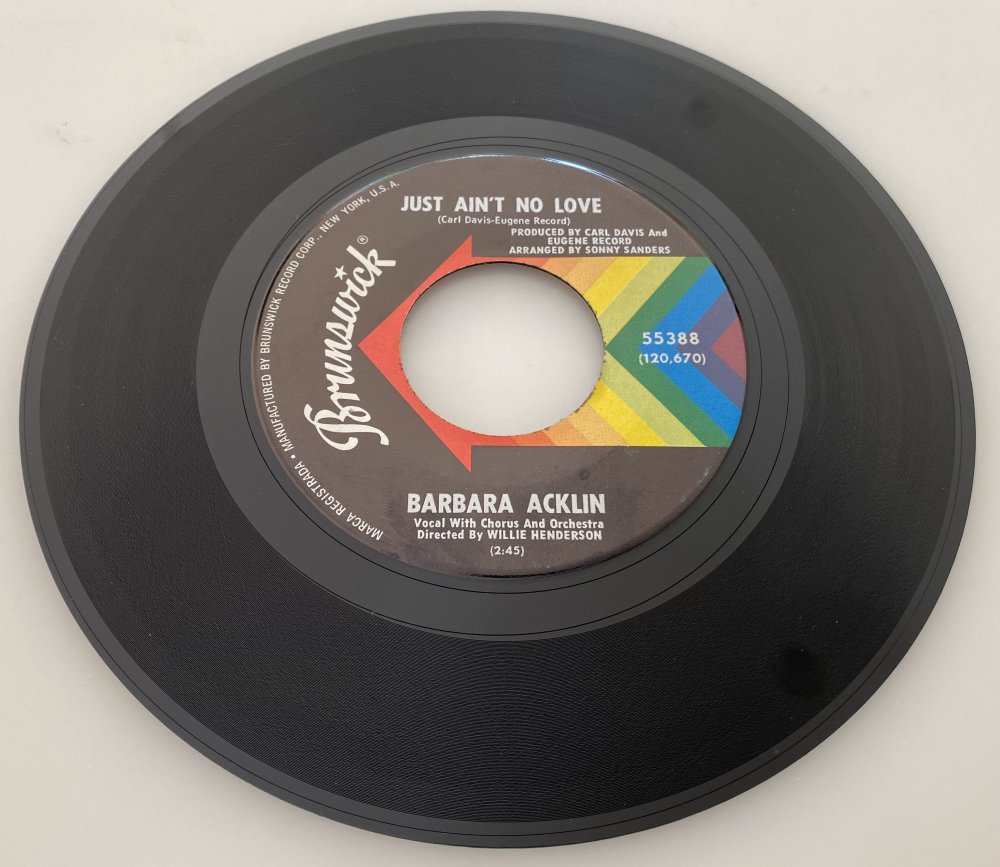 JUST AIN'T NO LOVE
(Carl Davis-Eugene Record)
PRODUCED BY CARL DAVIS And
EUGENE RECORD
ARRANGED BY SONNY SANDERS
Brunswick®
MARCA REGISTRADA • MANUFACTURED BY BRUNSWICK RECORD CORP., NEW YORK, U.S.A.
55388
(120,670)
BARBARA ACKLIN
Vocal With Chorus And Orchestra
Directed By WILLIE HENDERSON
(2:45)